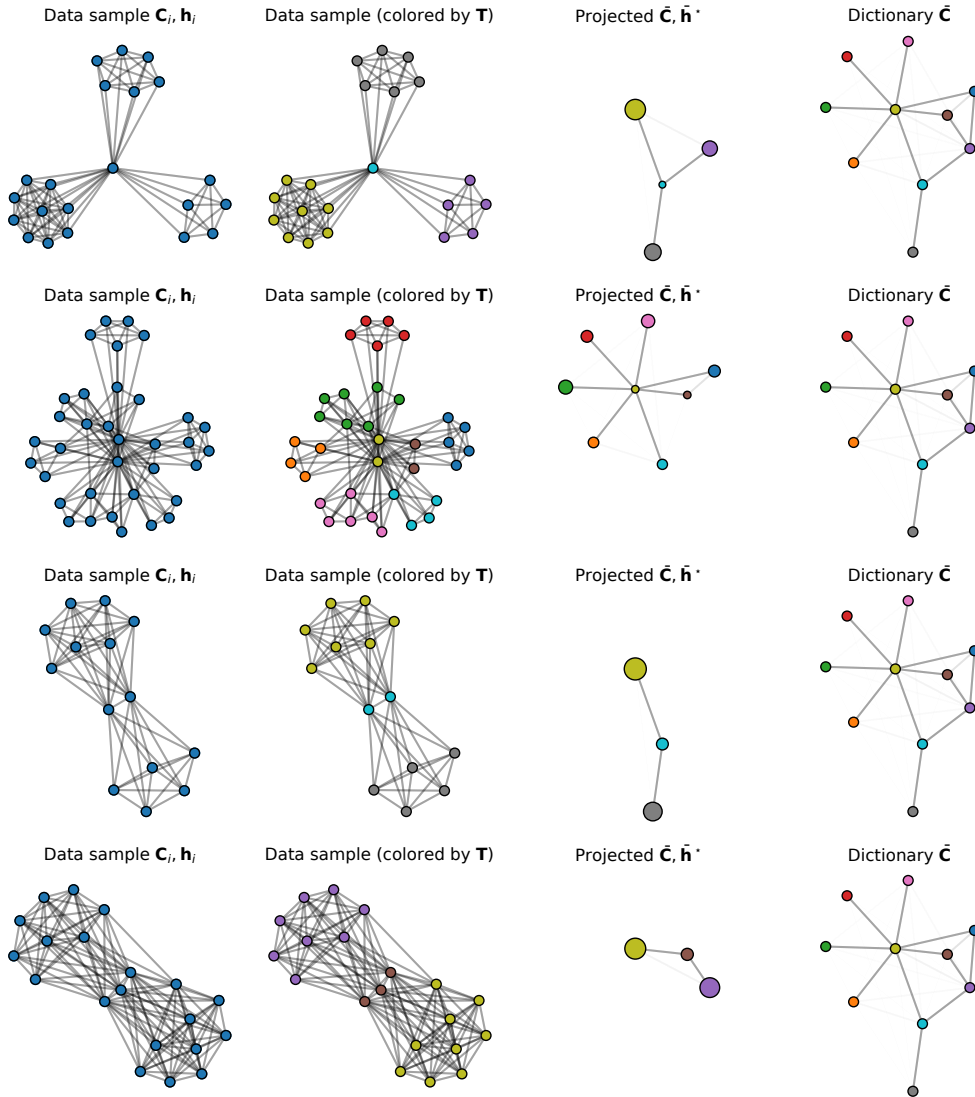 Data sample C_i, h_i
Data sample (colored by T)
Projected C̄, h̄*
Dictionary C̄
Data sample C_i, h_i
Data sample (colored by T)
Projected C̄, h̄*
Dictionary C̄
Data sample C_i, h_i
Data sample (colored by T)
Projected C̄, h̄*
Dictionary C̄
Data sample C_i, h_i
Data sample (colored by T)
Projected C̄, h̄*
Dictionary C̄